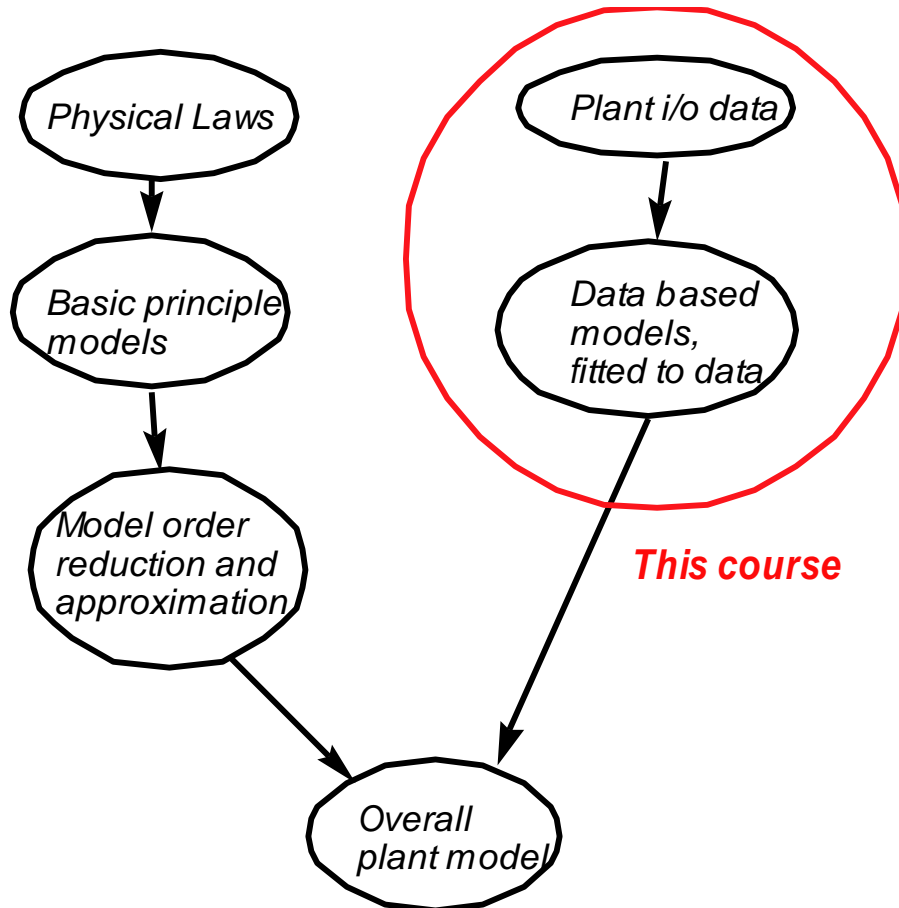 Physical Laws
Basic principle
models
Model order
reduction and
approximation
Plant i/o data
Data based
models,
fitted to data
This course
Overall
plant model